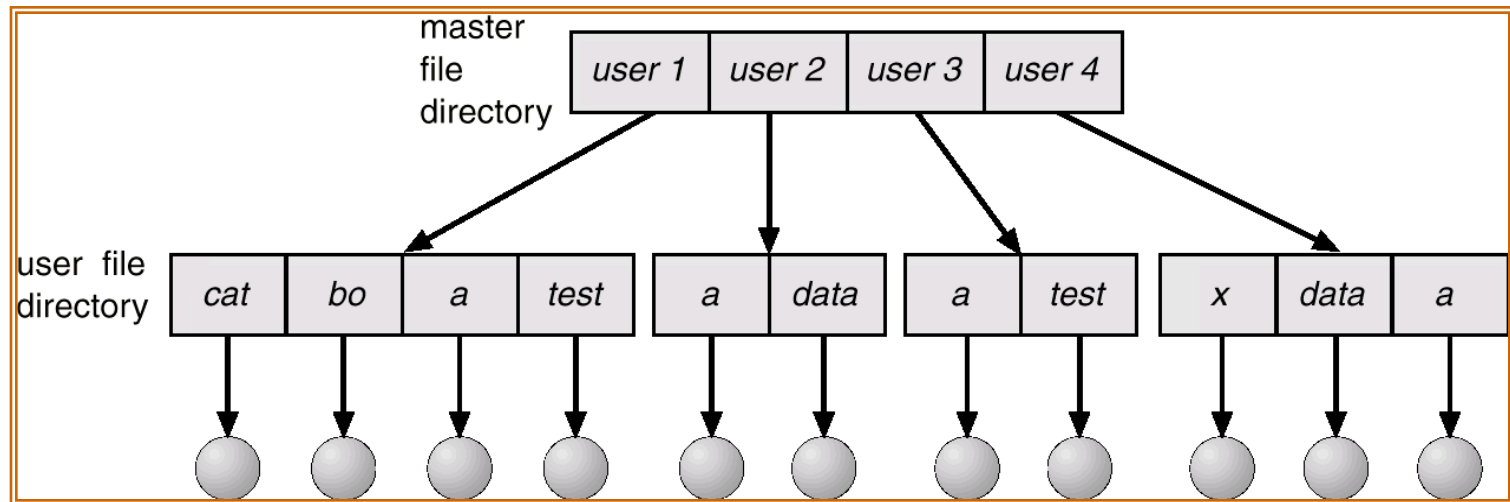 master
file
directory
user 1 user 2 user 3 user 4
user file
directory
cat bo a test a data a test x data a